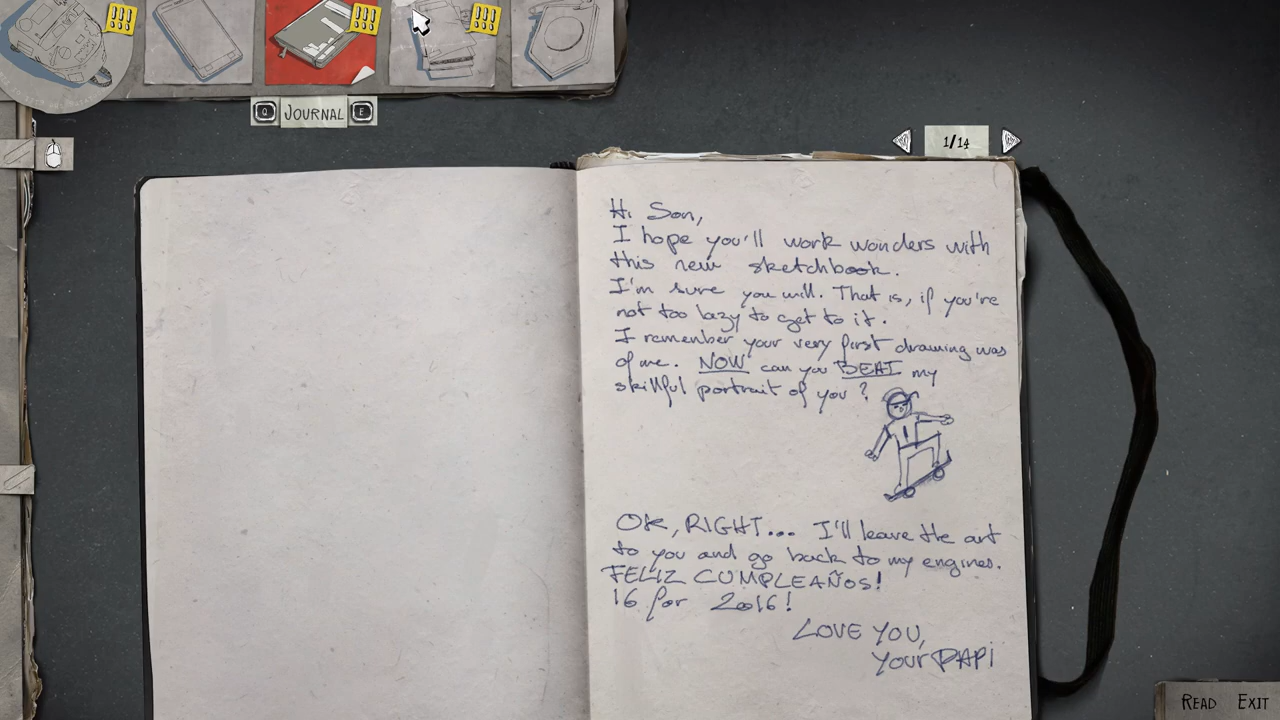 Q JOURNAL E
1/14
Hi Son,
I hope you'll work wonders with
this new sketchbook.
I'm sure you will. That is, if you're
not too lazy to get to it.
I remember your very first drawing was
of me. NOW can you BEAT my
skillful portrait of you?
OK, RIGHT... I'll leave the art
to you and go back to my engines.
FELIZ CUMPLEAÑOS!
16 for 2016!
LOVE YOU,
Your PAPI
READ EXIT